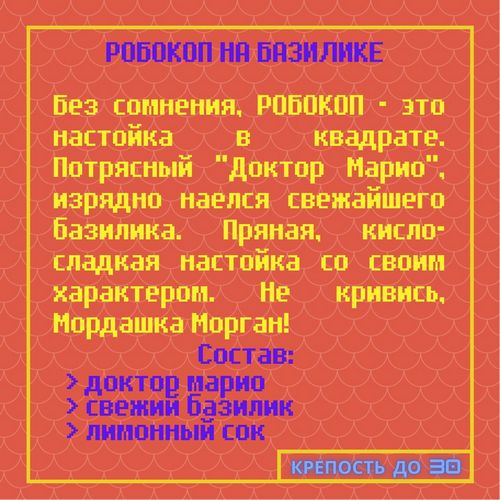 РОБОКОП НА БАЗИЛИКЕ
Без сомнения, РОБОКОП - это
настойка в квадрате.
Потрясный "Доктор Марио",
изрядно наелся свежайшего
базилика. Пряная, кисло-
сладкая настойка со своим
характером. Не кривись,
Мордашка Морган!
Состав:
> доктор марио
> свежий базилик
> лимонный сок
КРЕПОСТЬ ДО 30